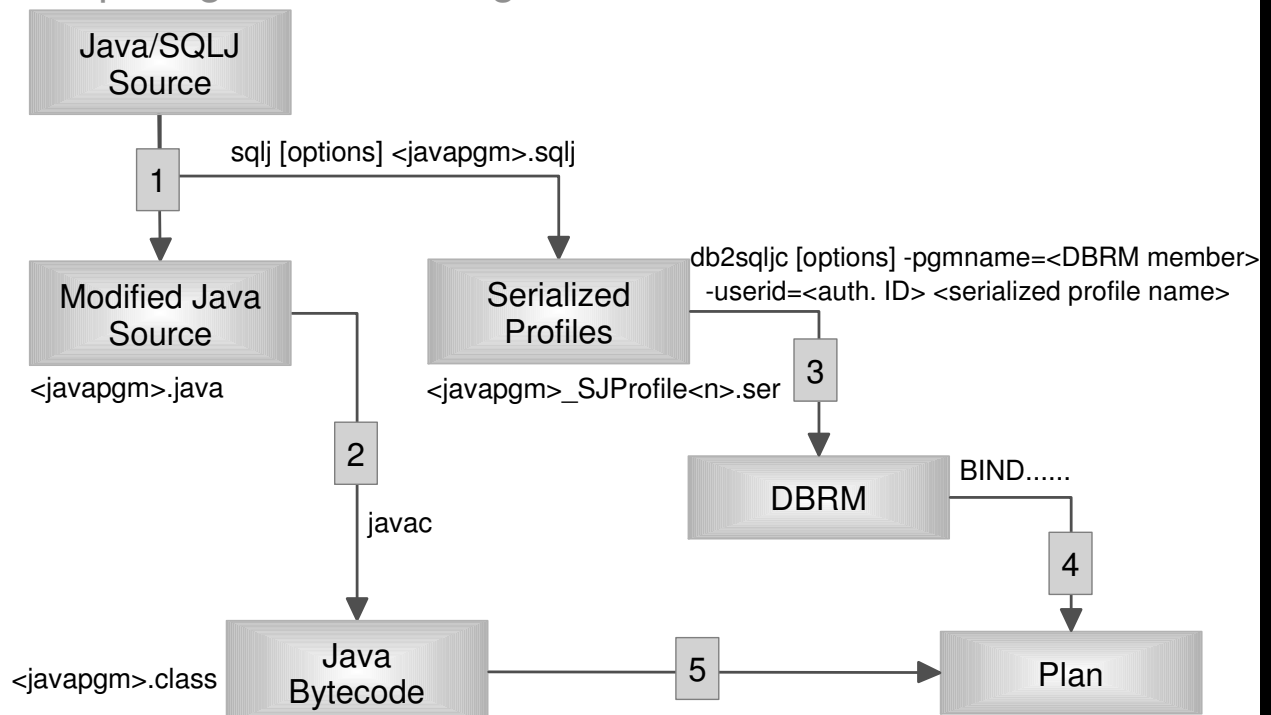 Java/SQLJ
Source
sqlj [options] <javapgm>.sqlj
1
db2sqljc [options] -pgmname=<DBRM member>
-userid=<auth. ID> <serialized profile name>
Modified Java
Source
Serialized
Profiles
<javapgm>.java
<javapgm>_SJProfile<n>.ser
3
2
DBRM
BIND......
javac
4
Java
Bytecode
<javapgm>.class
5
Plan